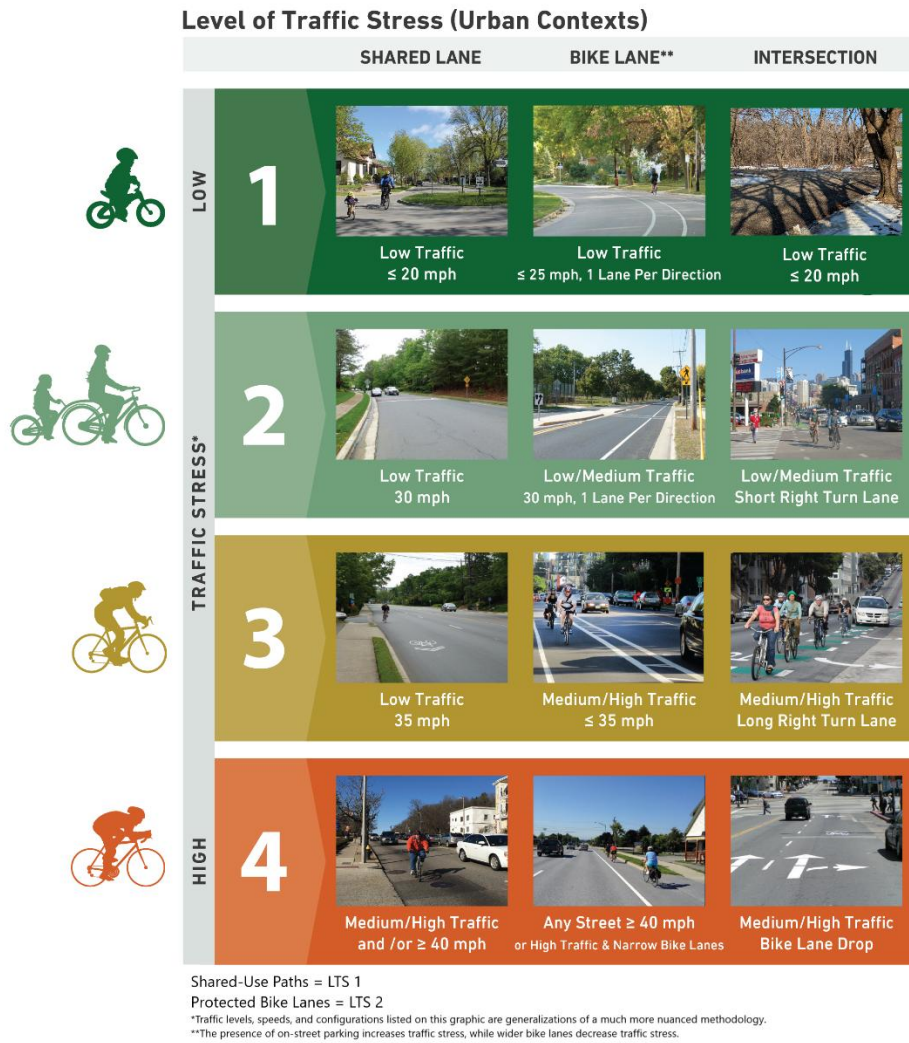 Level of Traffic Stress (Urban Contexts)
SHARED LANE BIKE LANE** INTERSECTION
LOW
TRAFFIC STRESS*
HIGH
1
Low Traffic
≤ 20 mph
Low Traffic
≤ 25 mph, 1 Lane Per Direction
Low Traffic
≤ 20 mph
2
Low Traffic
30 mph
Low/Medium Traffic
30 mph, 1 Lane Per Direction
Low/Medium Traffic
Short Right Turn Lane
3
Low Traffic
35 mph
Medium/High Traffic
≤ 35 mph
Medium/High Traffic
Long Right Turn Lane
4
Medium/High Traffic
and /or ≥ 40 mph
Any Street ≥ 40 mph
or High Traffic & Narrow Bike Lanes
Medium/High Traffic
Bike Lane Drop
Shared-Use Paths = LTS 1
Protected Bike Lanes = LTS 2
*Traffic levels, speeds, and configurations listed on this graphic are generalizations of a much more nuanced methodology.
**The presence of on-street parking increases traffic stress, while wider bike lanes decrease traffic stress.